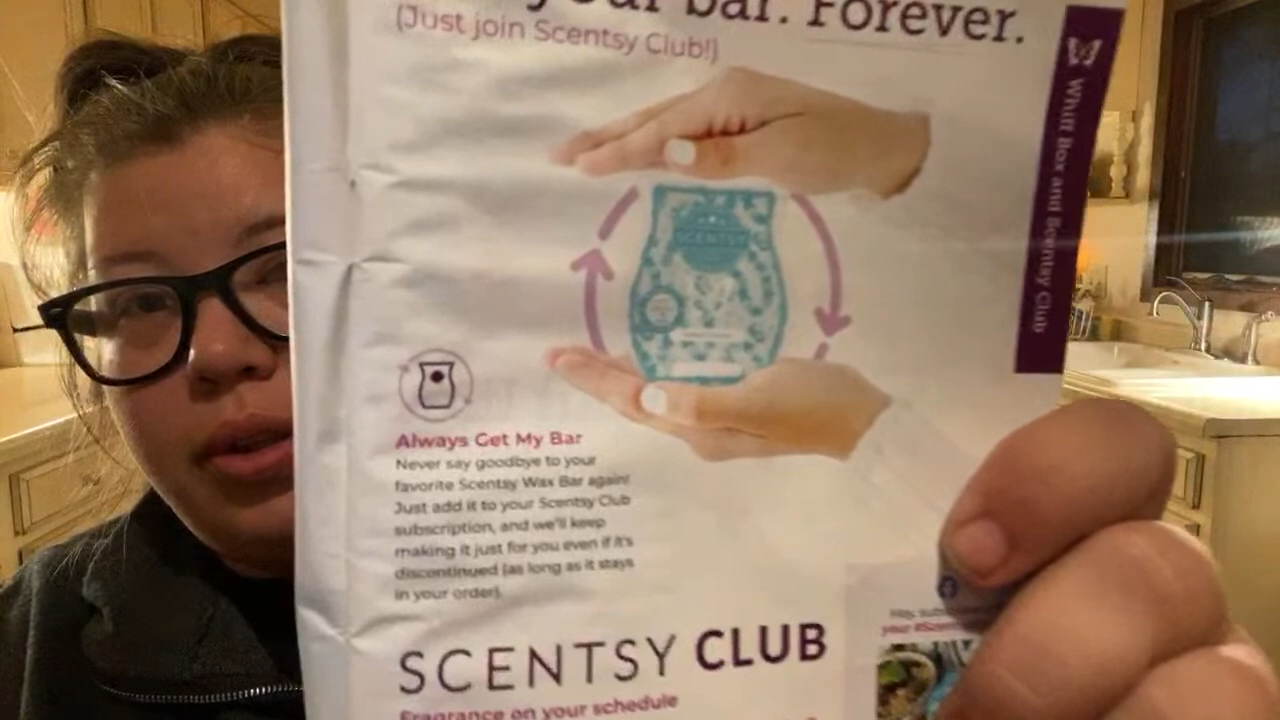 your bar. Forever.
(Just join Scentsy Club!)
Whiff Box and Scentsy Club
SCENTSY
Always Get My Bar
Never say goodbye to your
favorite Scentsy Wax Bar again!
Just add it to your Scentsy Club
subscription, and we'll keep
making it just for you even if it's
discontinued (as long as it stays
in your order).
SCENTSY CLUB
Fragrance on your schedule
Hey,
your